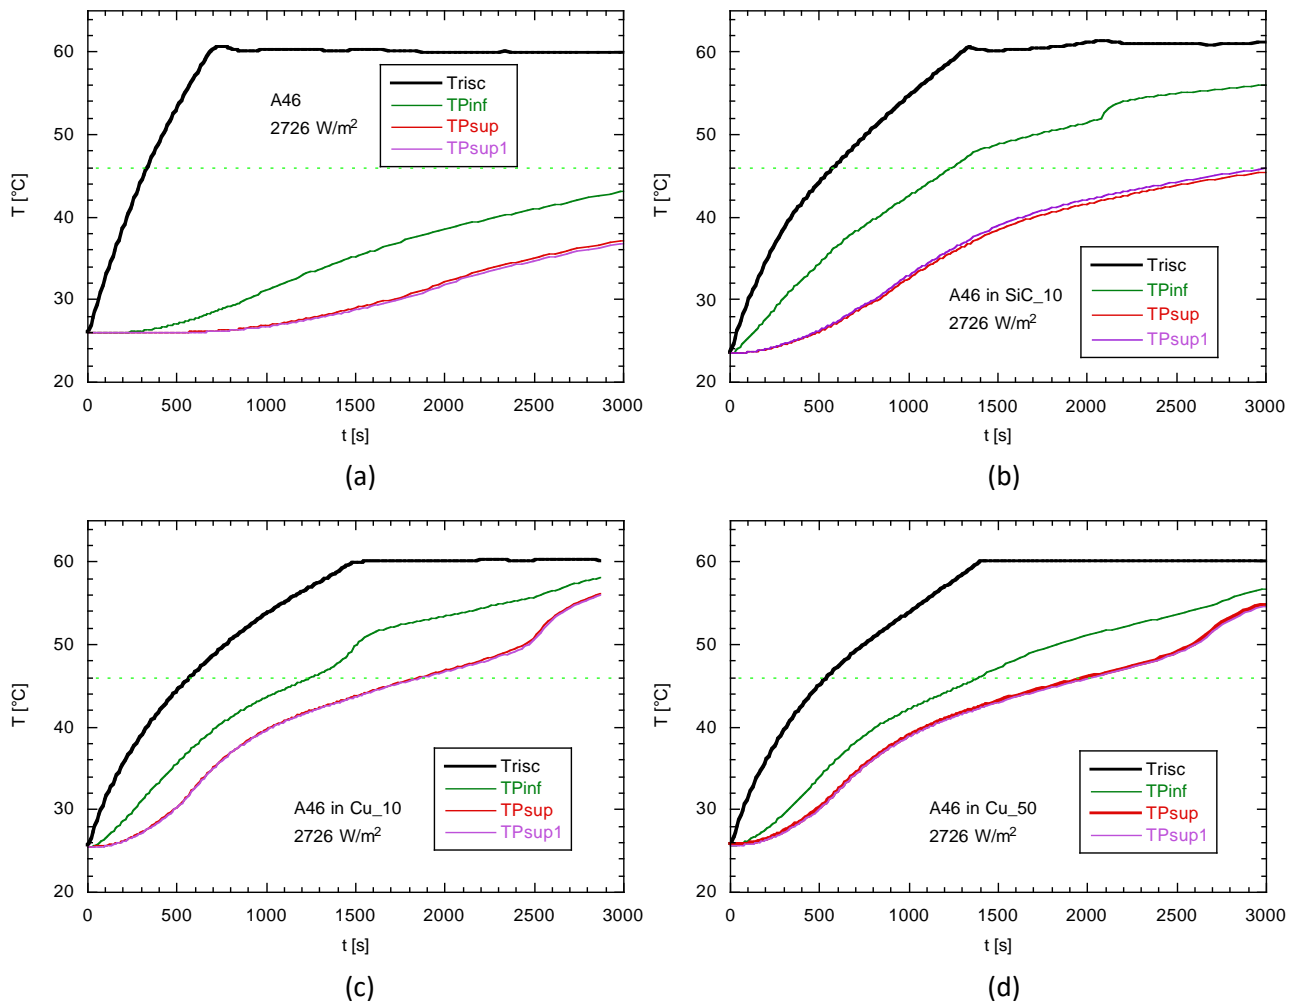 60
50
40
30
20
T [°C]
A46
2726 W/m²
Trisc
TPinf
TPsup
TPsup1
0 500 1000 1500 2000 2500 3000
t [s]
(a)
60
50
40
30
20
T [°C]
A46 in SiC_10
2726 W/m²
Trisc
TPinf
TPsup
TPsup1
0 500 1000 1500 2000 2500 3000
t [s]
(b)
60
50
40
30
20
T [°C]
A46 in Cu_10
2726 W/m²
Trisc
TPinf
TPsup
TPsup1
0 500 1000 1500 2000 2500 3000
t [s]
(c)
60
50
40
30
20
T [°C]
A46 in Cu_50
2726 W/m²
Trisc
TPinf
TPsup
TPsup1
0 500 1000 1500 2000 2500 3000
t [s]
(d)